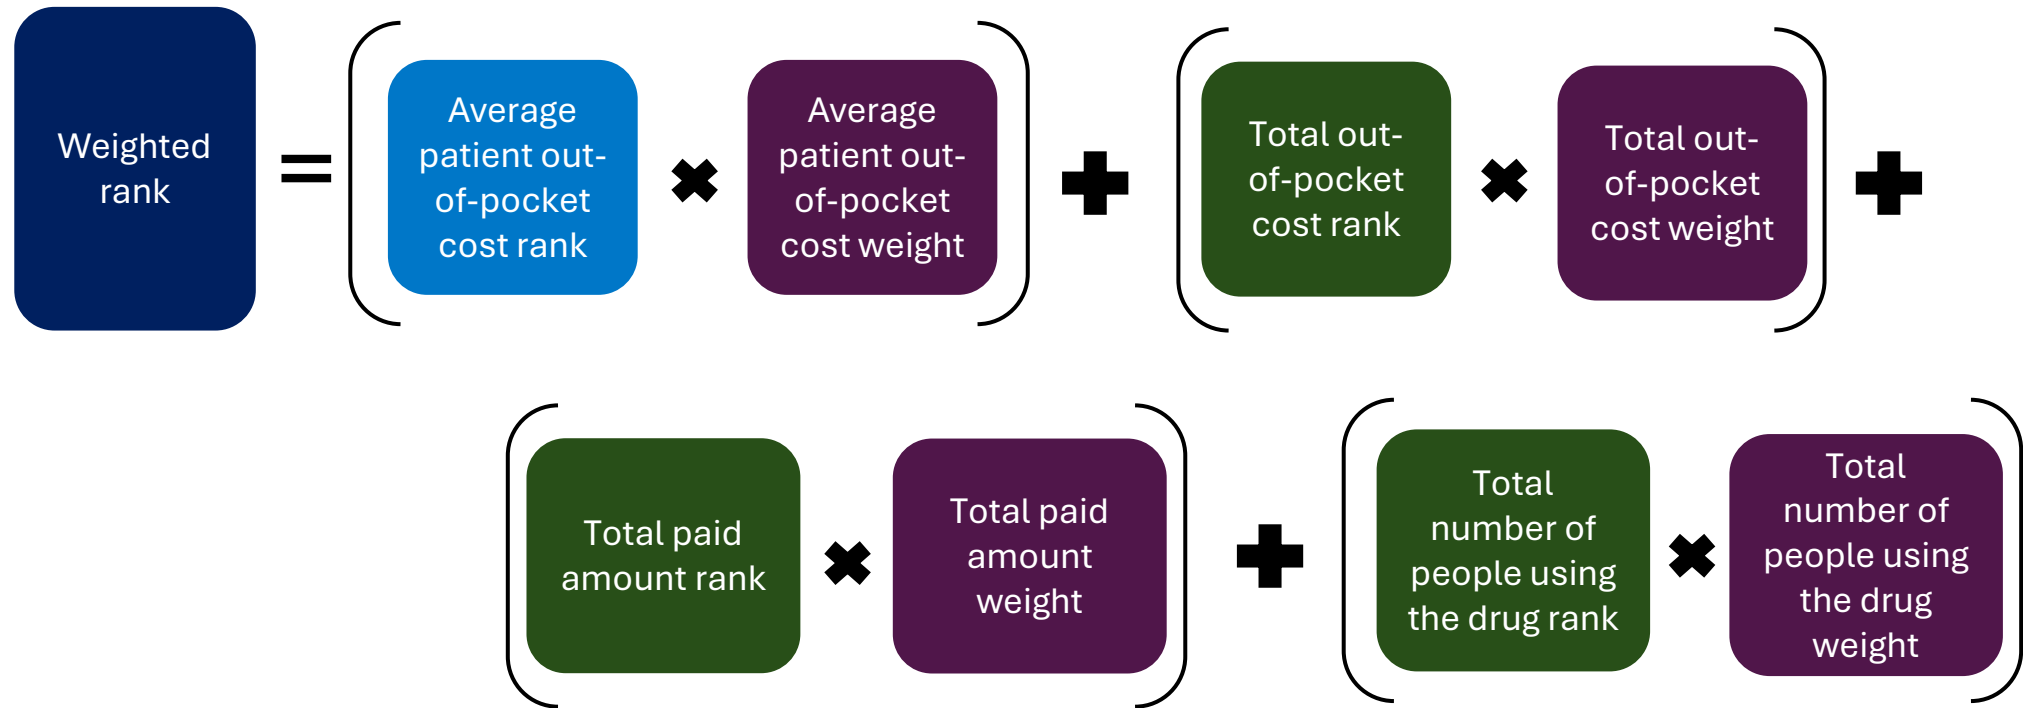 Weighted
rank
=
Average
patient out-
of-pocket
cost rank
✖
Average
patient out-
of-pocket
cost weight
+
Total out-
of-pocket
cost rank
✖
Total out-
of-pocket
cost weight
+
Total paid
amount rank
✖
Total paid
amount
weight
+
Total
number of
people using
the drug rank
✖
Total
number of
people using
the drug
weight